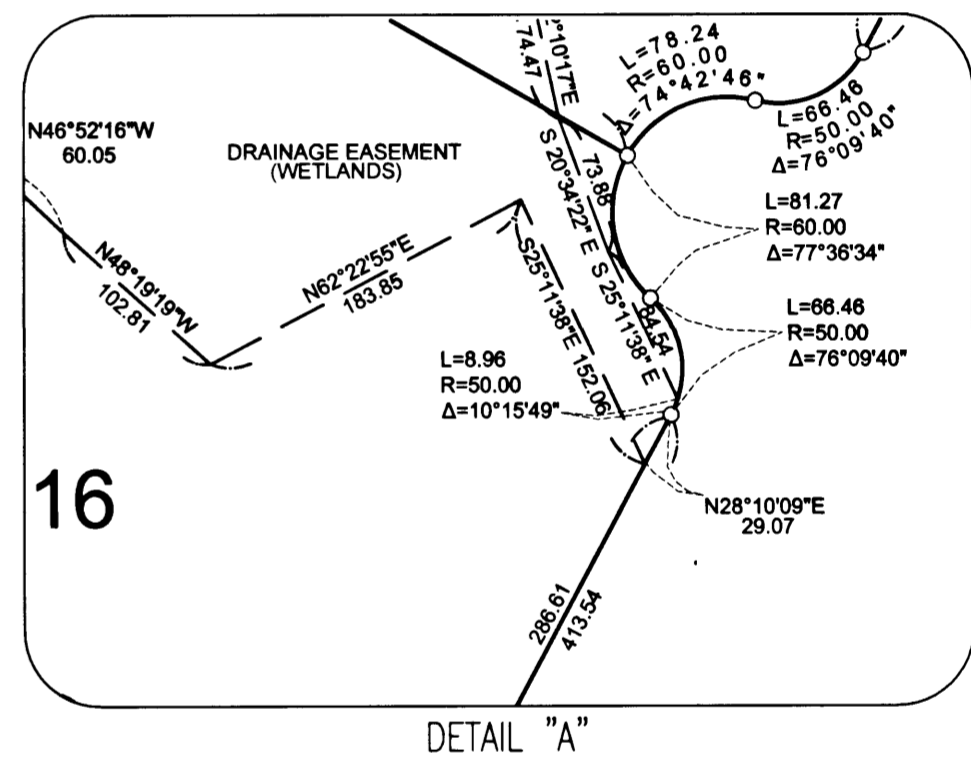 °10'17"E
74.47
L=78.24
R=60.00
Δ=74°42'46"
L=66.46
R=50.00
Δ=76°09'40"
N46°52'16"W
60.05
DRAINAGE EASEMENT
(WETLANDS)
S 20°34'22" E
73.88
L=81.27
R=60.00
Δ=77°36'34"
N48°19'19"W
102.81
N62°22'55"E
183.85
S25°11'38"E 152.06
S 25°11'38" E
84.54
L=66.46
R=50.00
Δ=76°09'40"
L=8.96
R=50.00
Δ=10°15'49"
16
N28°10'09"E
29.07
286.61
413.54
DETAIL "A"